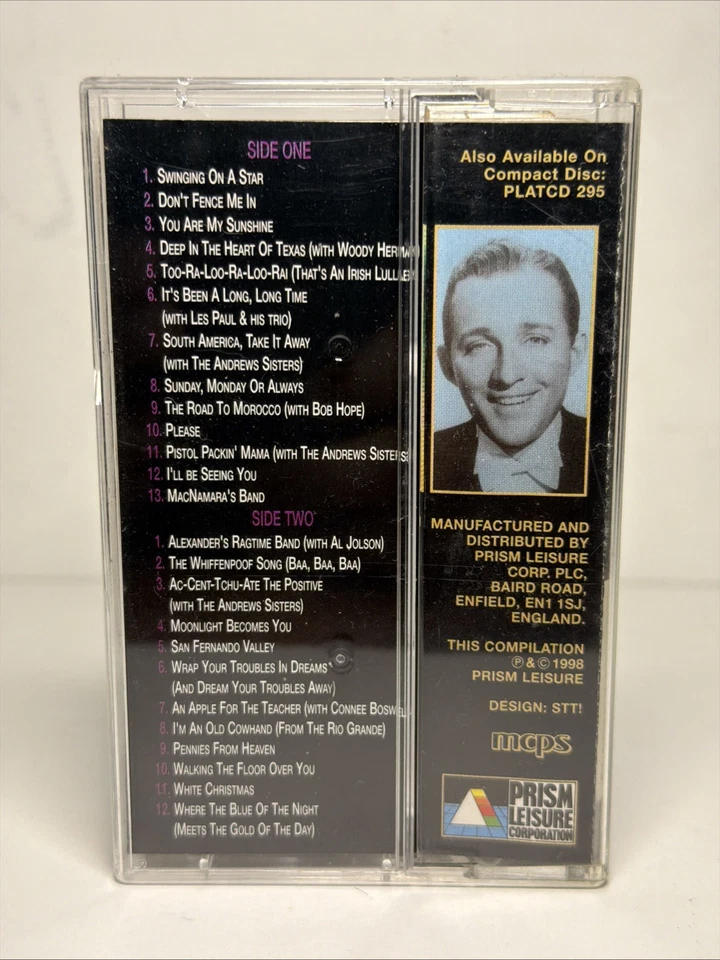 SIDE ONE
1. SWINGING ON A STAR
2. DON'T FENCE ME IN
3. YOU ARE MY SUNSHINE
4. DEEP IN THE HEART OF TEXAS (WITH WOODY
5. TOO-RA-LOO-RA-LOO-RAI (THAT'S AN IRISH
6. IT'S BEEN A LONG, LONG TIME
(WITH LES PAUL & HIS TRIO)
7. SOUTH AMERICA, TAKE IT AWAY
(WITH THE ANDREWS SISTERS)
8. SUNDAY, MONDAY OR ALWAYS
9. THE ROAD TO MOROCCO (WITH BOB HOPE)
10. PLEASE
11. PISTOL PACKIN' MAMA (WITH THE ANDREWS SISTERS)
12. I'LL BE SEEING YOU
13. MACNAMARA'S BAND
SIDE TWO
1. ALEXANDER'S RAGTIME BAND (WITH AL JOLSON)
2. THE WHIFFENPOOF SONG (BAA, BAA, BAA)
3. AC-CENT-TCHU-ATE THE POSITIVE
(WITH THE ANDREWS SISTERS)
4. MOONLIGHT BECOMES YOU
5. SAN FERNANDO VALLEY
6. WRAP YOUR TROUBLES IN DREAMS
(AND DREAM YOUR TROUBLES AWAY)
7. AN APPLE FOR THE TEACHER (WITH CONNEE
8. I'M AN OLD COWHAND (FROM THE RIO GRANDE)
9. PENNIES FROM HEAVEN
10. WALKING THE FLOOR OVER YOU
11. WHITE CHRISTMAS
12. WHERE THE BLUE OF THE NIGHT
(MEETS THE GOLD OF THE DAY)
Also Available On
Compact Disc:
PLATCD 295
MANUFACTURED AND
DISTRIBUTED BY
PRISM LEISURE
CORP. PLC,
BAIRD ROAD,
ENFIELD, EN1 1SJ,
ENGLAND.
THIS COMPILATION
℗ & © 1998
PRISM LEISURE
DESIGN: STT!
mcps
PRISM
LEISURE
CORPORATION